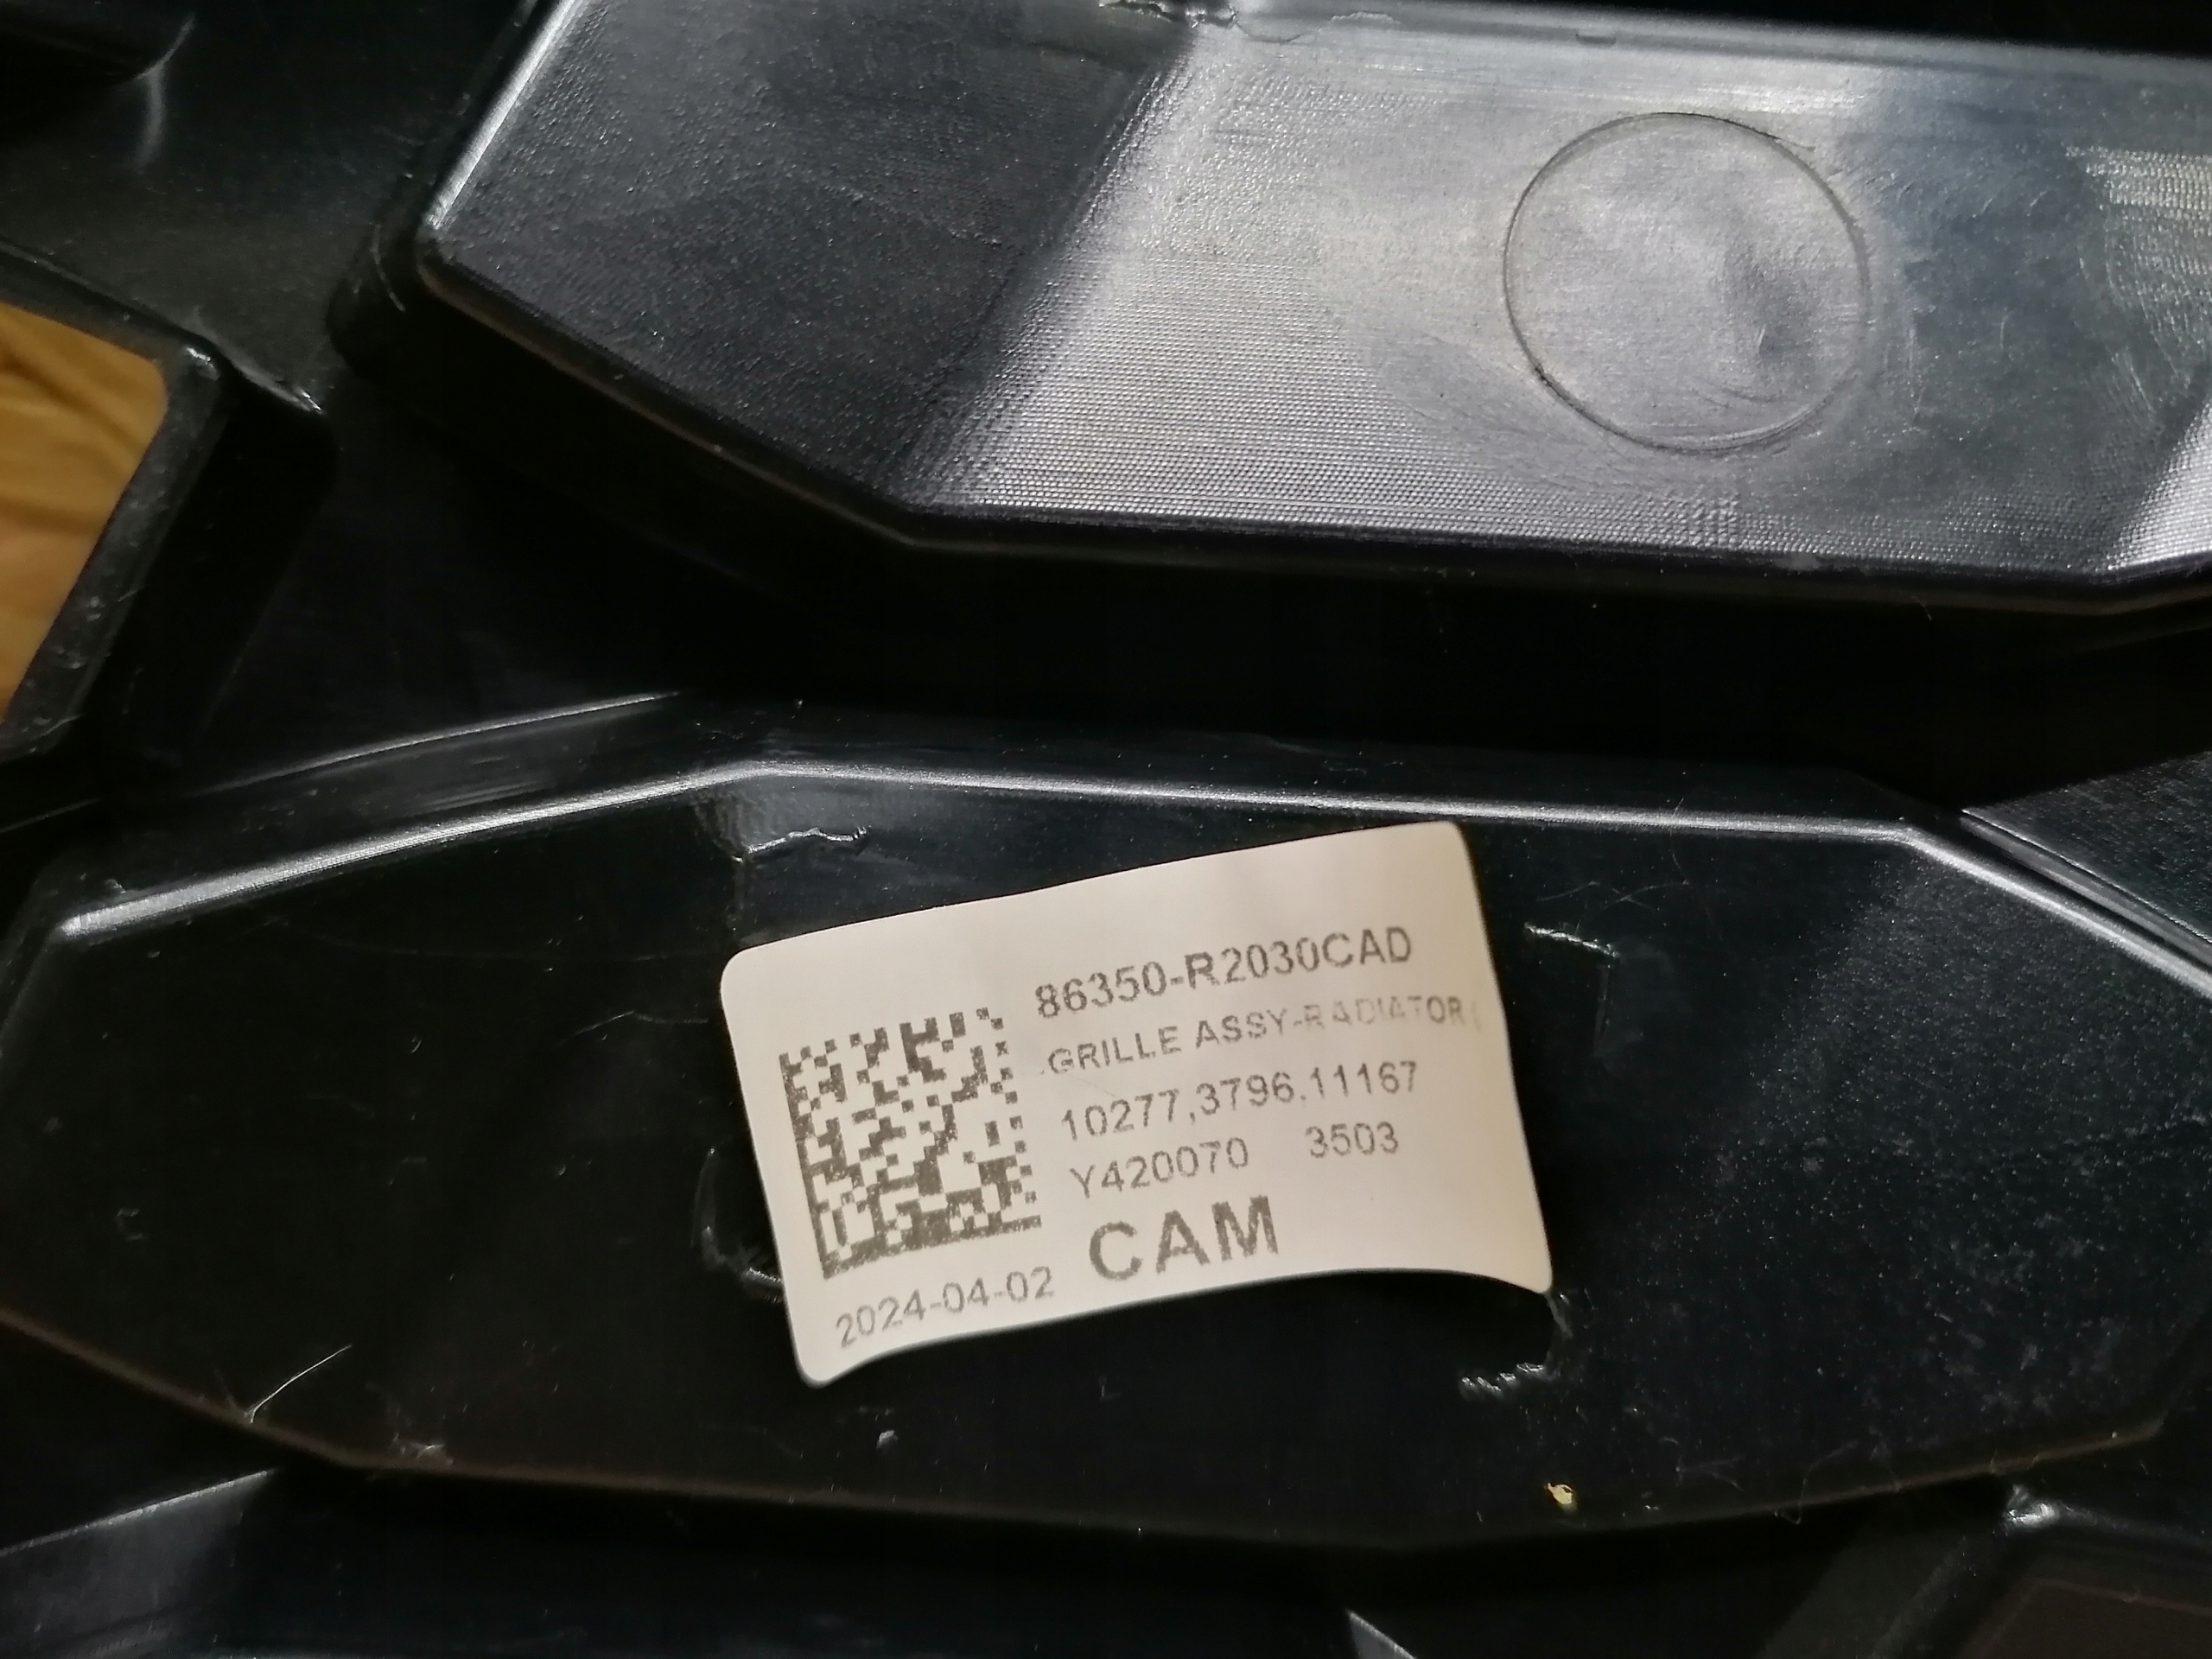 86350-R2030CAD
GRILLE ASSY-RADIATOR(
10277,3796.11167
Y420070 3503
CAM
2024-04-02